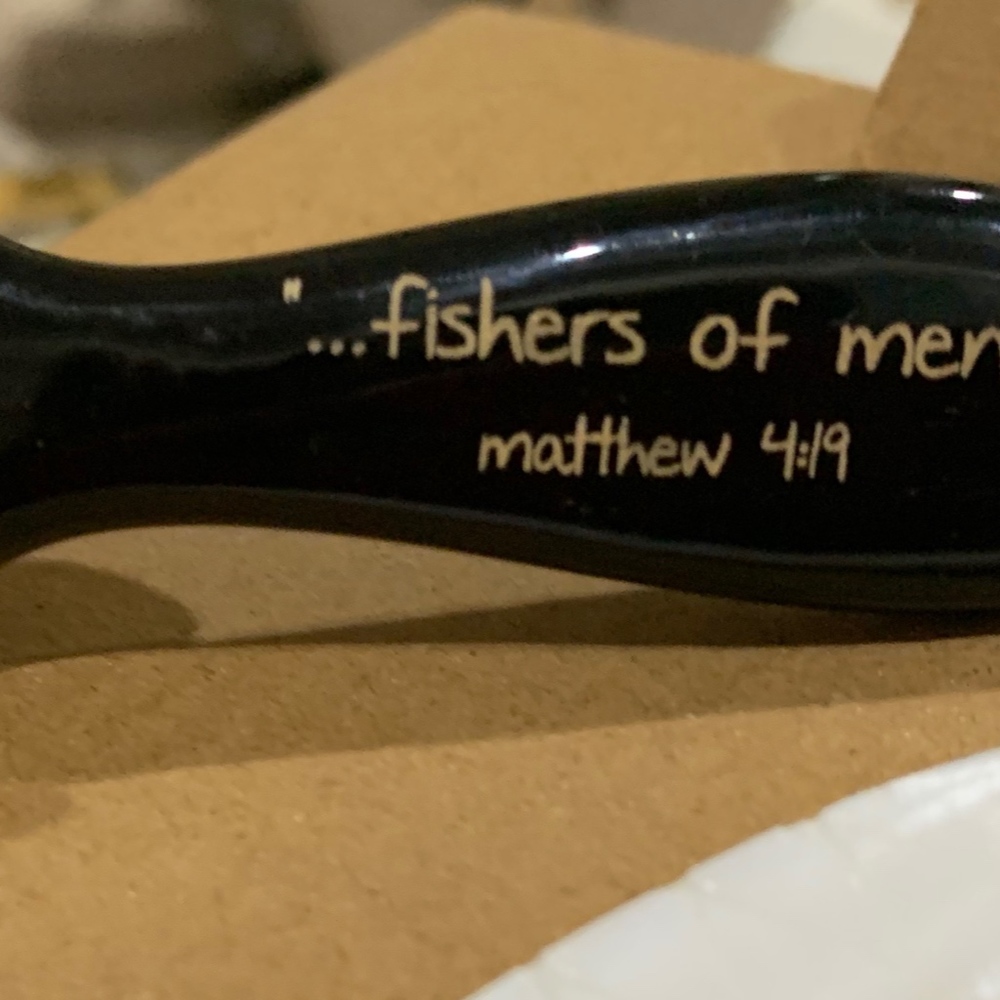 "...fishers of men
matthew 4:19